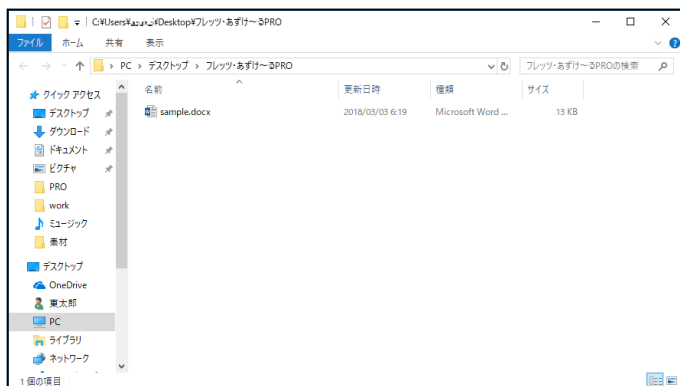 C:¥Users¥ ¥Desktop¥フレッツ・あずけ～るPRO
ファイル ホーム 共有 表示
PC › デスクトップ › フレッツ・あずけ～るPRO
フレッツ・あずけ～るPROの検索
名前 更新日時 種類 サイズ
sample.docx 2018/03/03 6:19 Microsoft Word ... 13 KB
クイック アクセス
デスクトップ
ダウンロード
ドキュメント
ピクチャ
PRO
work
ミュージック
素材
デスクトップ
OneDrive
東太郎
PC
ライブラリ
ネットワーク
1 個の項目